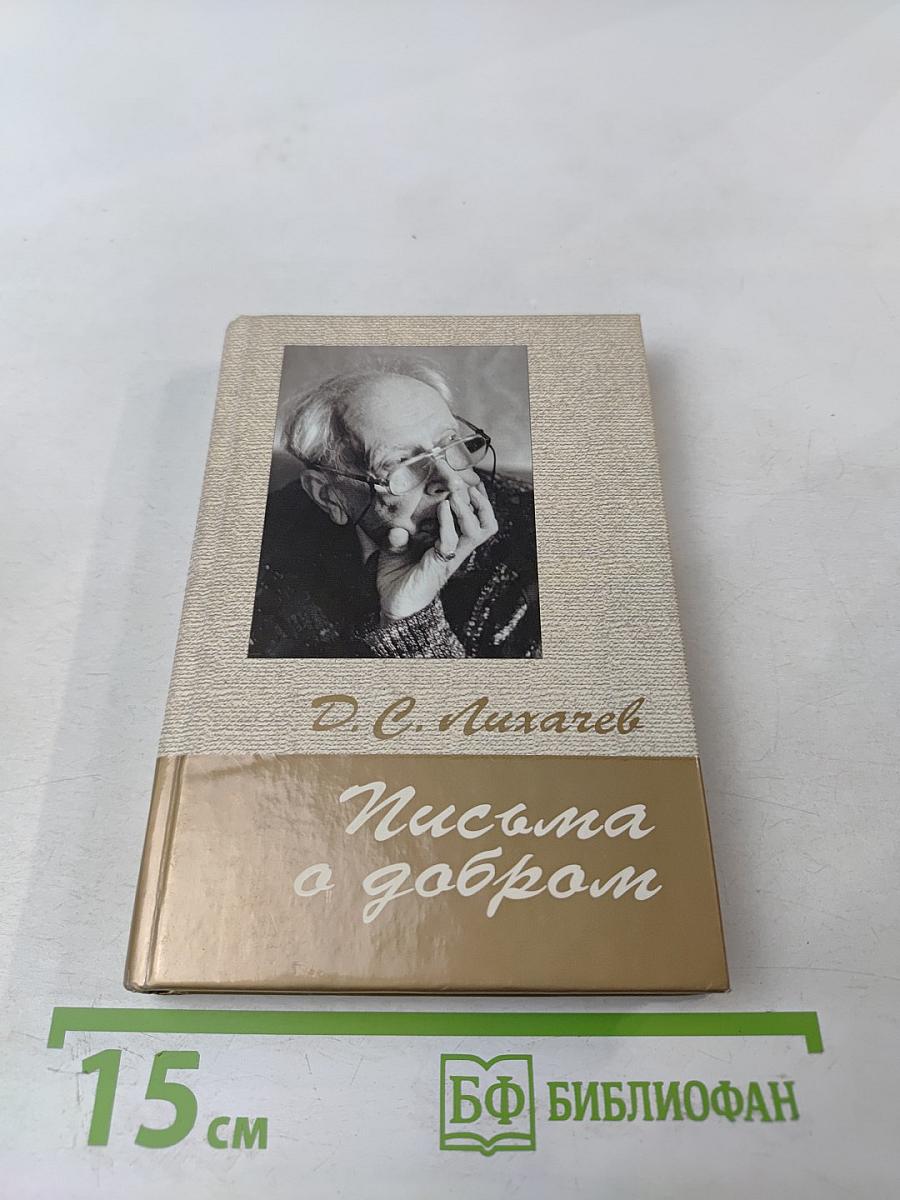 Д. С. Лихачев
Письма
о добром
15 см
БФ БИБЛИОФАН